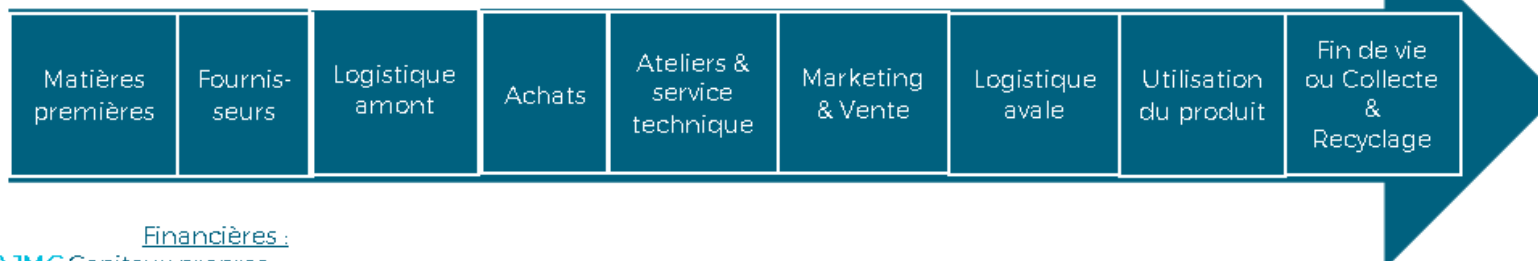 Matières
premières
Fournis-
seurs
Logistique
amont
Achats
Ateliers &
service
technique
Marketing
& Vente
Logistique
avale
Utilisation
du produit
Fin de vie
ou Collecte
&
Recyclage
Financières :